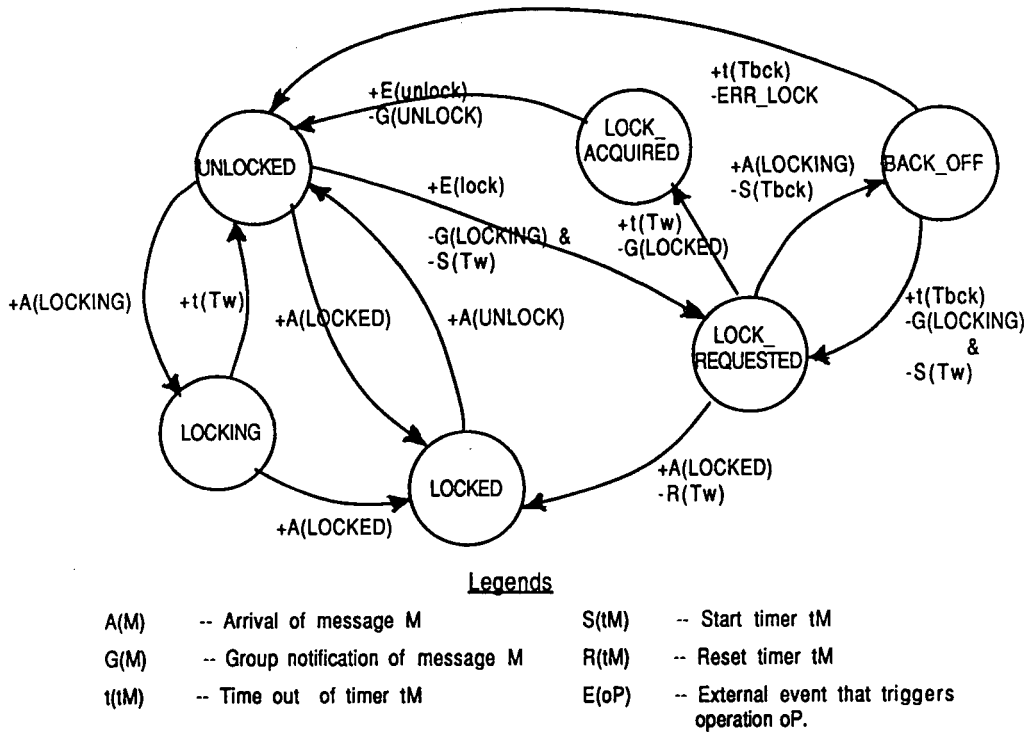 +t(Tbck)
-ERR_LOCK
+E(unlock)
-G(UNLOCK)
LOCK_
ACQUIRED
UNLOCKED
+A(LOCKING)
-S(Tbck)
BACK_OFF
+E(lock)
-G(LOCKING) &
-S(Tw)
+t(Tw)
-G(LOCKED)
+A(LOCKING)
+t(Tw)
+A(LOCKED)
+A(UNLOCK)
LOCK_
REQUESTED
+t(Tbck)
-G(LOCKING)
&
-S(Tw)
LOCKING
LOCKED
+A(LOCKED)
-R(Tw)
+A(LOCKED)
Legends
A(M) -- Arrival of message M
S(tM) -- Start timer tM
G(M) -- Group notification of message M
R(tM) -- Reset timer tM
t(tM) -- Time out of timer tM
E(oP) -- External event that triggers
operation oP.